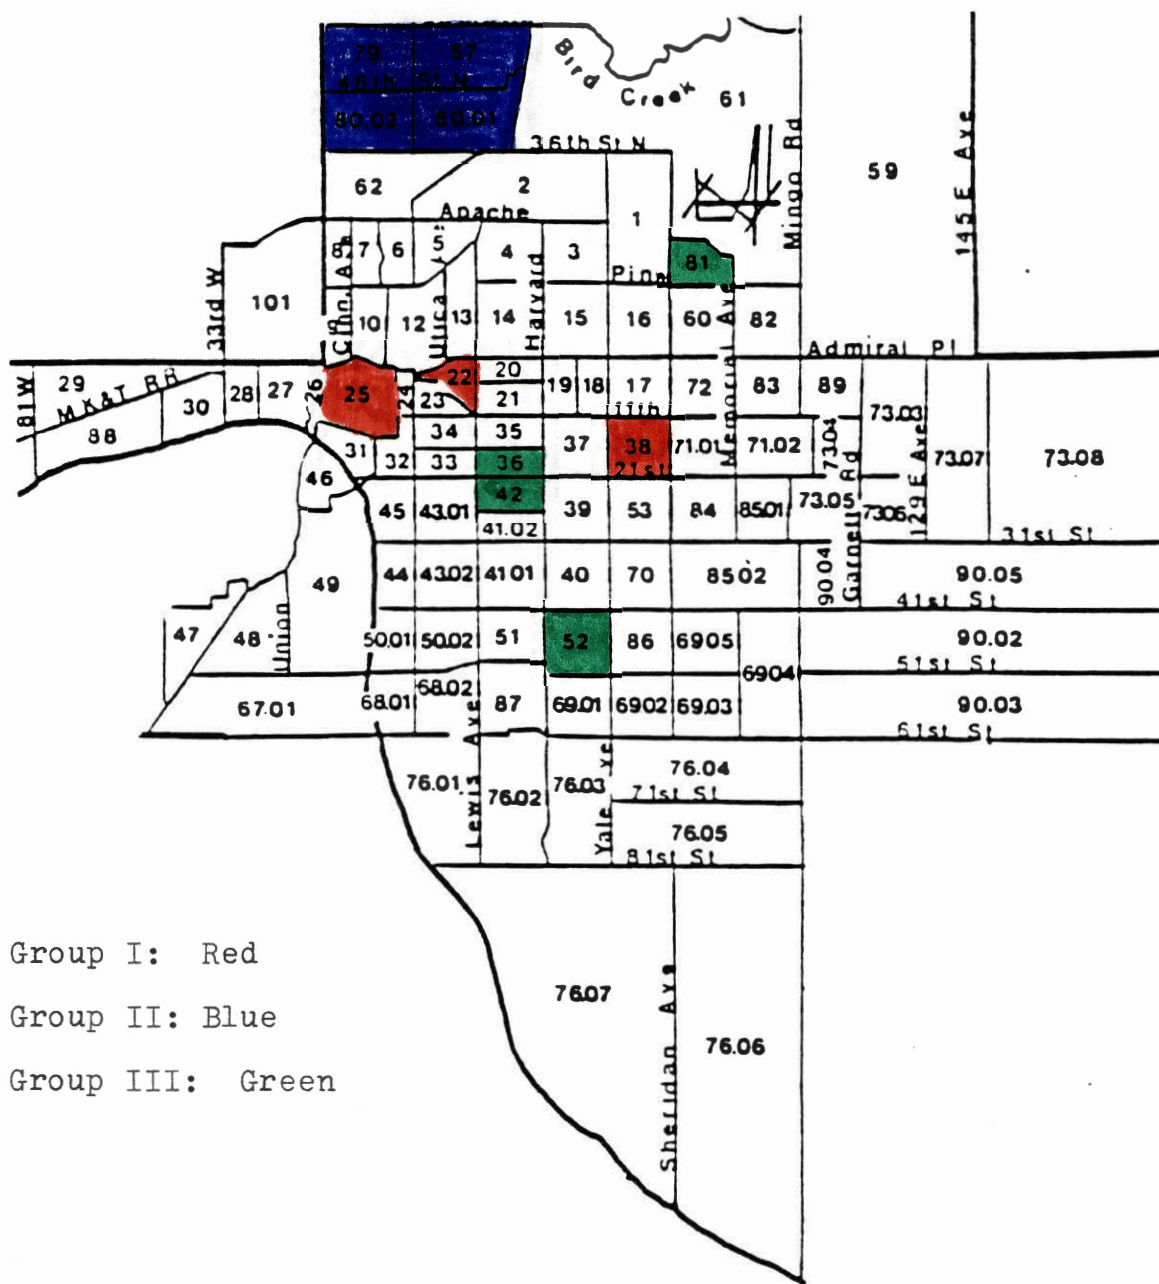 79 57
46th St N
80.02 80.01
Bird Creek
61
36th St N
Mingo Rd
59
145 E Ave
62 2
Apache
1
33rd W
8 7 6 5 4 3
Cinn. Ave
Utica
Harvard
Pine
81
101
10 12 13 14 15 16 60 82
Memorial Ave
Admiral Pl
81 W
29
MK&T RR
30 28 27 26 25 24 22 20
19 18 17 72 83 89
23 21
11th
73.03
88
31 32 34 35
33 36
37 38 71.01 71.02 73.04
Garnett Rd
129 E Ave
73.07 73.08
21st
46
45 43.01 42
41.02
39 53 84 85.01 73.05 73.06
31st St
49
44 43.02 41.01 40 70 85.02 90.04 90.05
41st St
47 48
Union
50.01 50.02 51 52 86 69.05 90.02
51st St
69.04
67.01 68.01 68.02 87 69.01 69.02 69.03 90.03
61st St
Lewis Ave
Yale Ave
76.01 76.02 76.03 76.04
71st St
76.05
81st St
76.07
Sheridan Ave
76.06
Group I: Red
Group II: Blue
Group III: Green